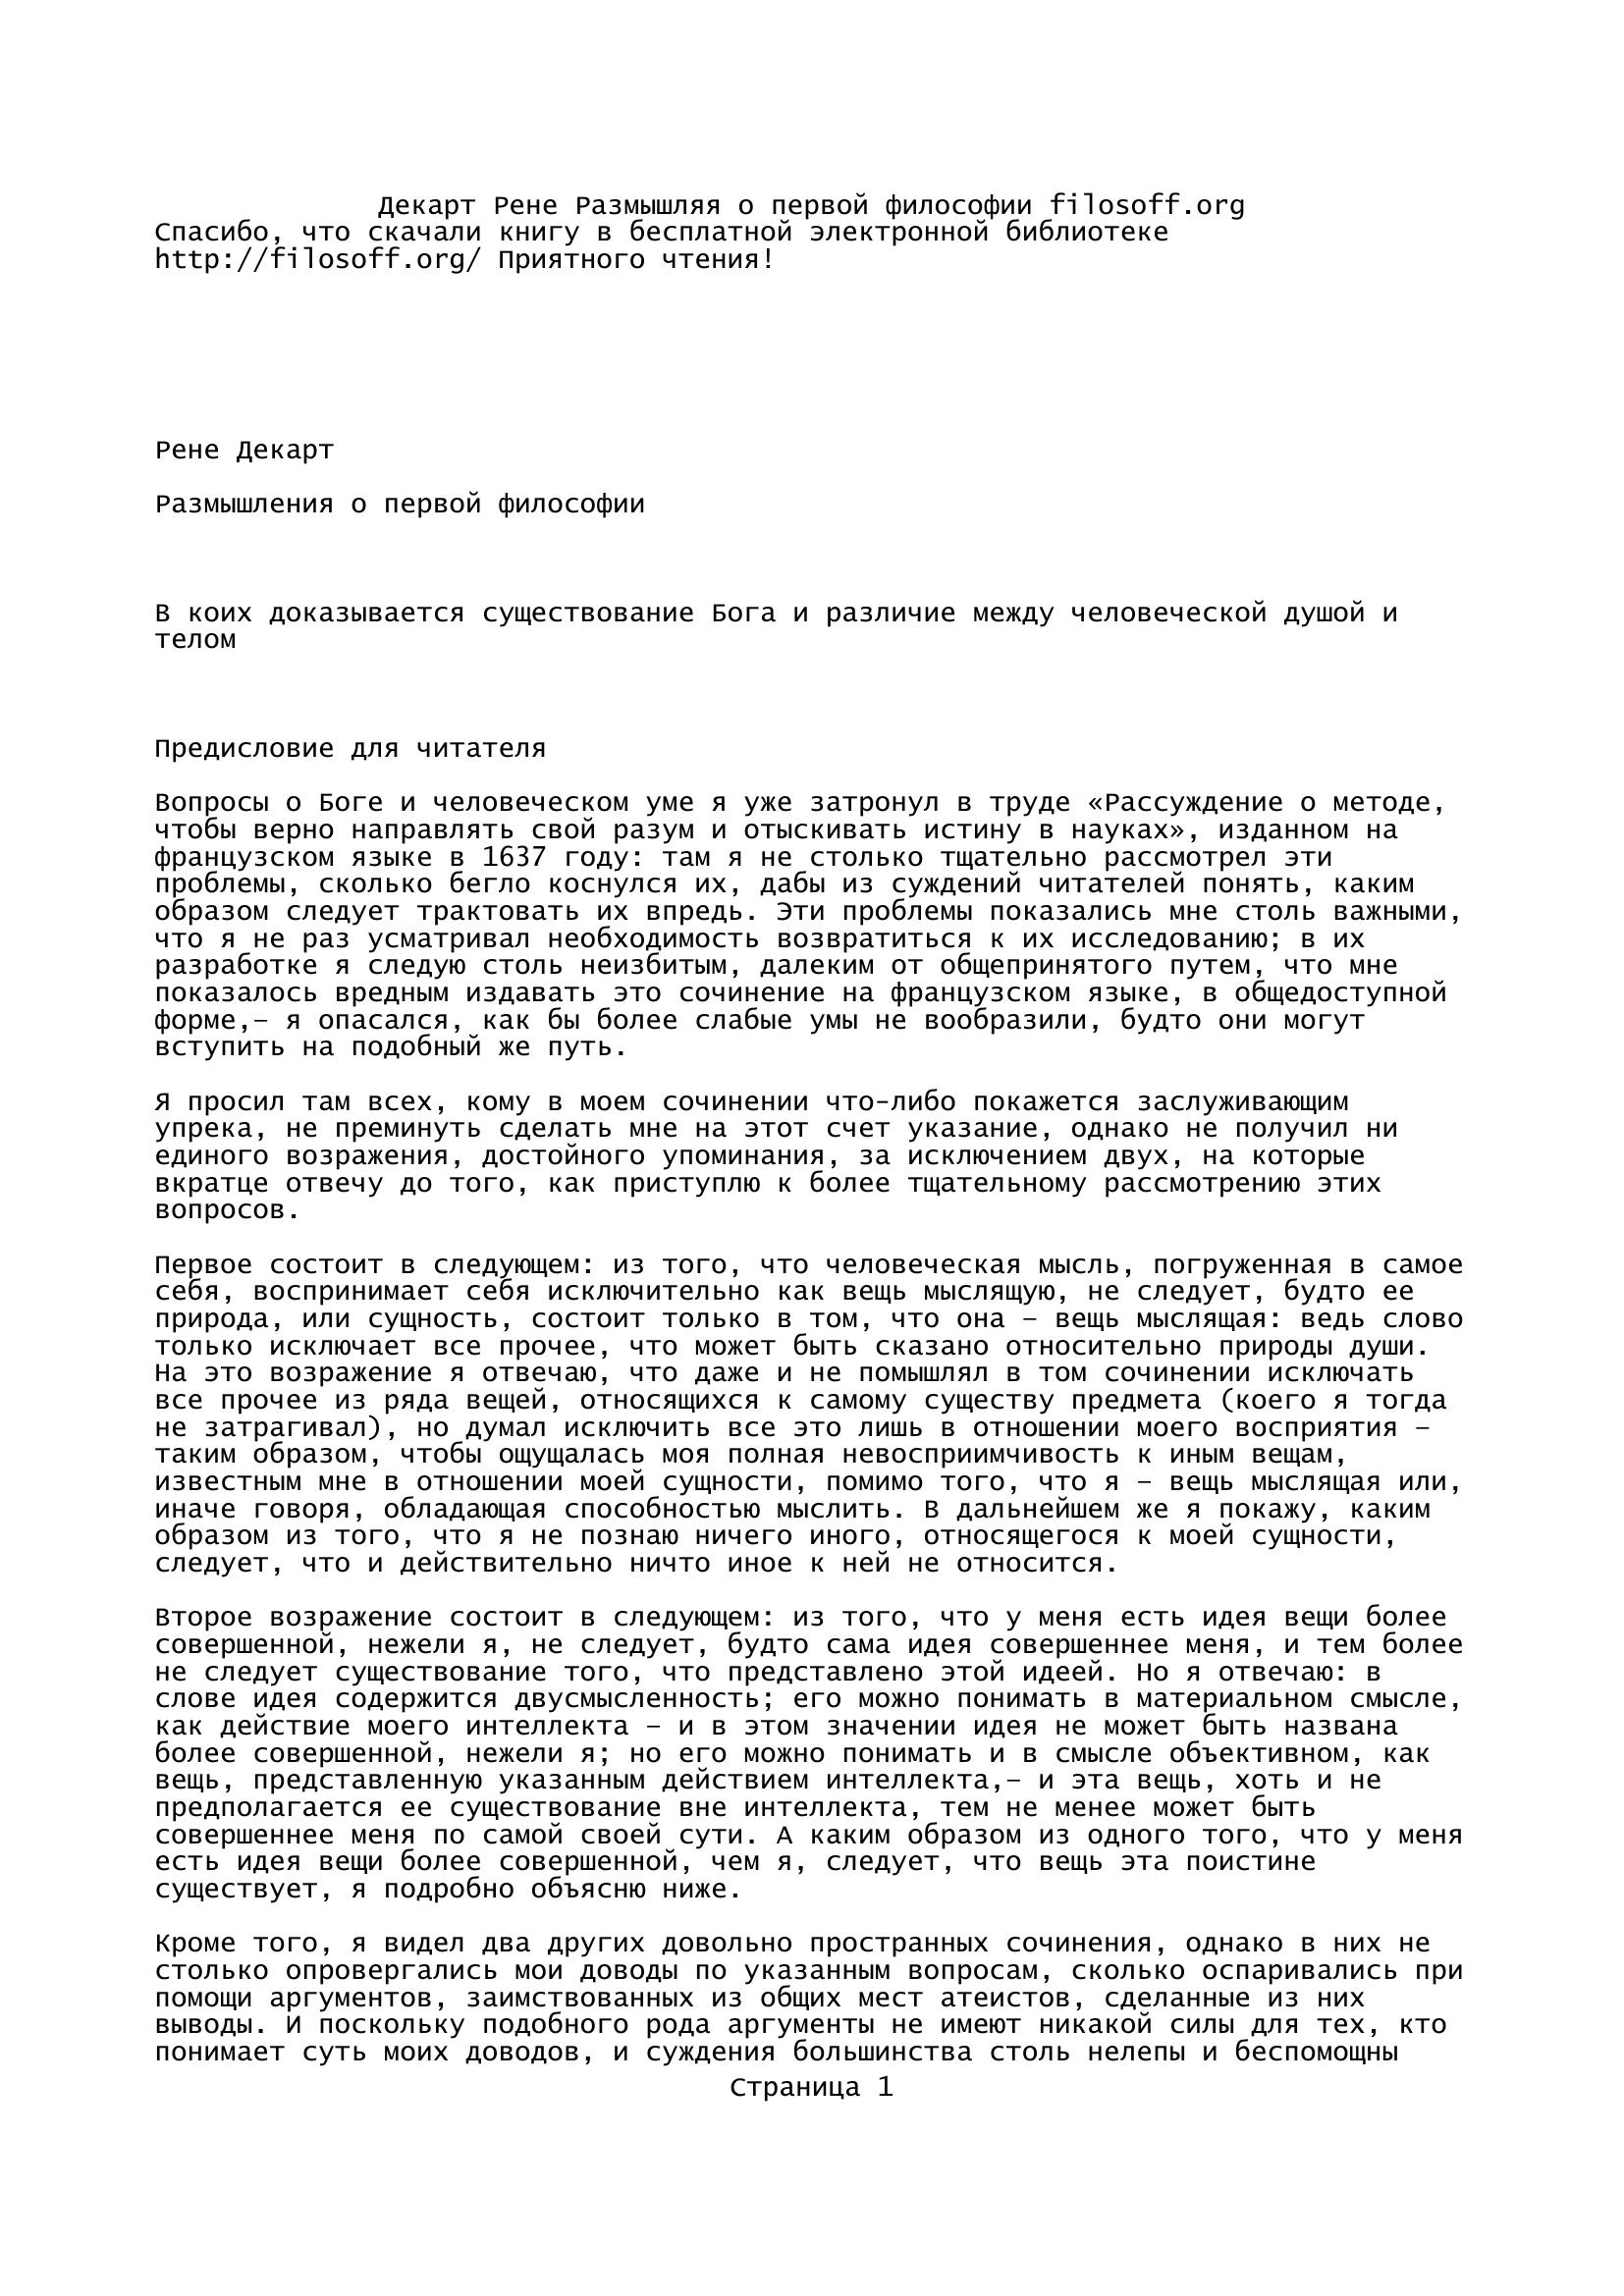 Декарт Рене Размышляя о первой философии filosoff.org
Спасибо, что скачали книгу в бесплатной электронной библиотеке
http://filosoff.org/ Приятного чтения!
Рене Декарт
Размышления о первой философии
В коих доказывается существование Бога и различие между человеческой душой и
телом
Предисловие для читателя
Вопросы о Боге и человеческом уме я уже затронул в труде «Рассуждение о методе,
чтобы верно направлять свой разум и отыскивать истину в науках», изданном на
французском языке в 1637 году: там я не столько тщательно рассмотрел эти
проблемы, сколько бегло коснулся их, дабы из суждений читателей понять, каким
образом следует трактовать их впредь. Эти проблемы показались мне столь важными,
что я не раз усматривал необходимость возвратиться к их исследованию; в их
разработке я следую столь неизбитым, далеким от общепринятого путем, что мне
показалось вредным издавать это сочинение на французском языке, в общедоступной
форме,— я опасался, как бы более слабые умы не вообразили, будто они могут
вступить на подобный же путь.
Я просил там всех, кому в моем сочинении что-либо покажется заслуживающим
упрека, не преминуть сделать мне на этот счет указание, однако не получил ни
единого возражения, достойного упоминания, за исключением двух, на которые
вкратце отвечу до того, как приступлю к более тщательному рассмотрению этих
вопросов.
Первое состоит в следующем: из того, что человеческая мысль, погруженная в самое
себя, воспринимает себя исключительно как вещь мыслящую, не следует, будто ее
природа, или сущность, состоит только в том, что она — вещь мыслящая: ведь слово
только исключает все прочее, что может быть сказано относительно природы души.
На это возражение я отвечаю, что даже и не помышлял в том сочинении исключать
все прочее из ряда вещей, относящихся к самому существу предмета (коего я тогда
не затрагивал), но думал исключить все это лишь в отношении моего восприятия —
таким образом, чтобы ощущалась моя полная невосприимчивость к иным вещам,
известным мне в отношении моей сущности, помимо того, что я — вещь мыслящая или,
иначе говоря, обладающая способностью мыслить. В дальнейшем же я покажу, каким
образом из того, что я не познаю ничего иного, относящегося к моей сущности,
следует, что и действительно ничто иное к ней не относится.
Второе возражение состоит в следующем: из того, что у меня есть идея вещи более
совершенной, нежели я, не следует, будто сама идея совершеннее меня, и тем более
не следует существование того, что представлено этой идеей. Но я отвечаю: в
слове идея содержится двусмысленность; его можно понимать в материальном смысле,
как действие моего интеллекта — и в этом значении идея не может быть названа
более совершенной, нежели я; но его можно понимать и в смысле объективном, как
вещь, представленную указанным действием интеллекта,— и эта вещь, хоть и не
предполагается ее существование вне интеллекта, тем не менее может быть
совершеннее меня по самой своей сути. А каким образом из одного того, что у меня
есть идея вещи более совершенной, чем я, следует, что вещь эта поистине
существует, я подробно объясню ниже.
Кроме того, я видел два других довольно пространных сочинения, однако в них не
столько опровергались мои доводы по указанным вопросам, сколько оспаривались при
помощи аргументов, заимствованных из общих мест атеистов, сделанные из них
выводы. И поскольку подобного рода аргументы не имеют никакой силы для тех, кто
понимает суть моих доводов, и суждения большинства столь нелепы и беспомощны
Страница 1